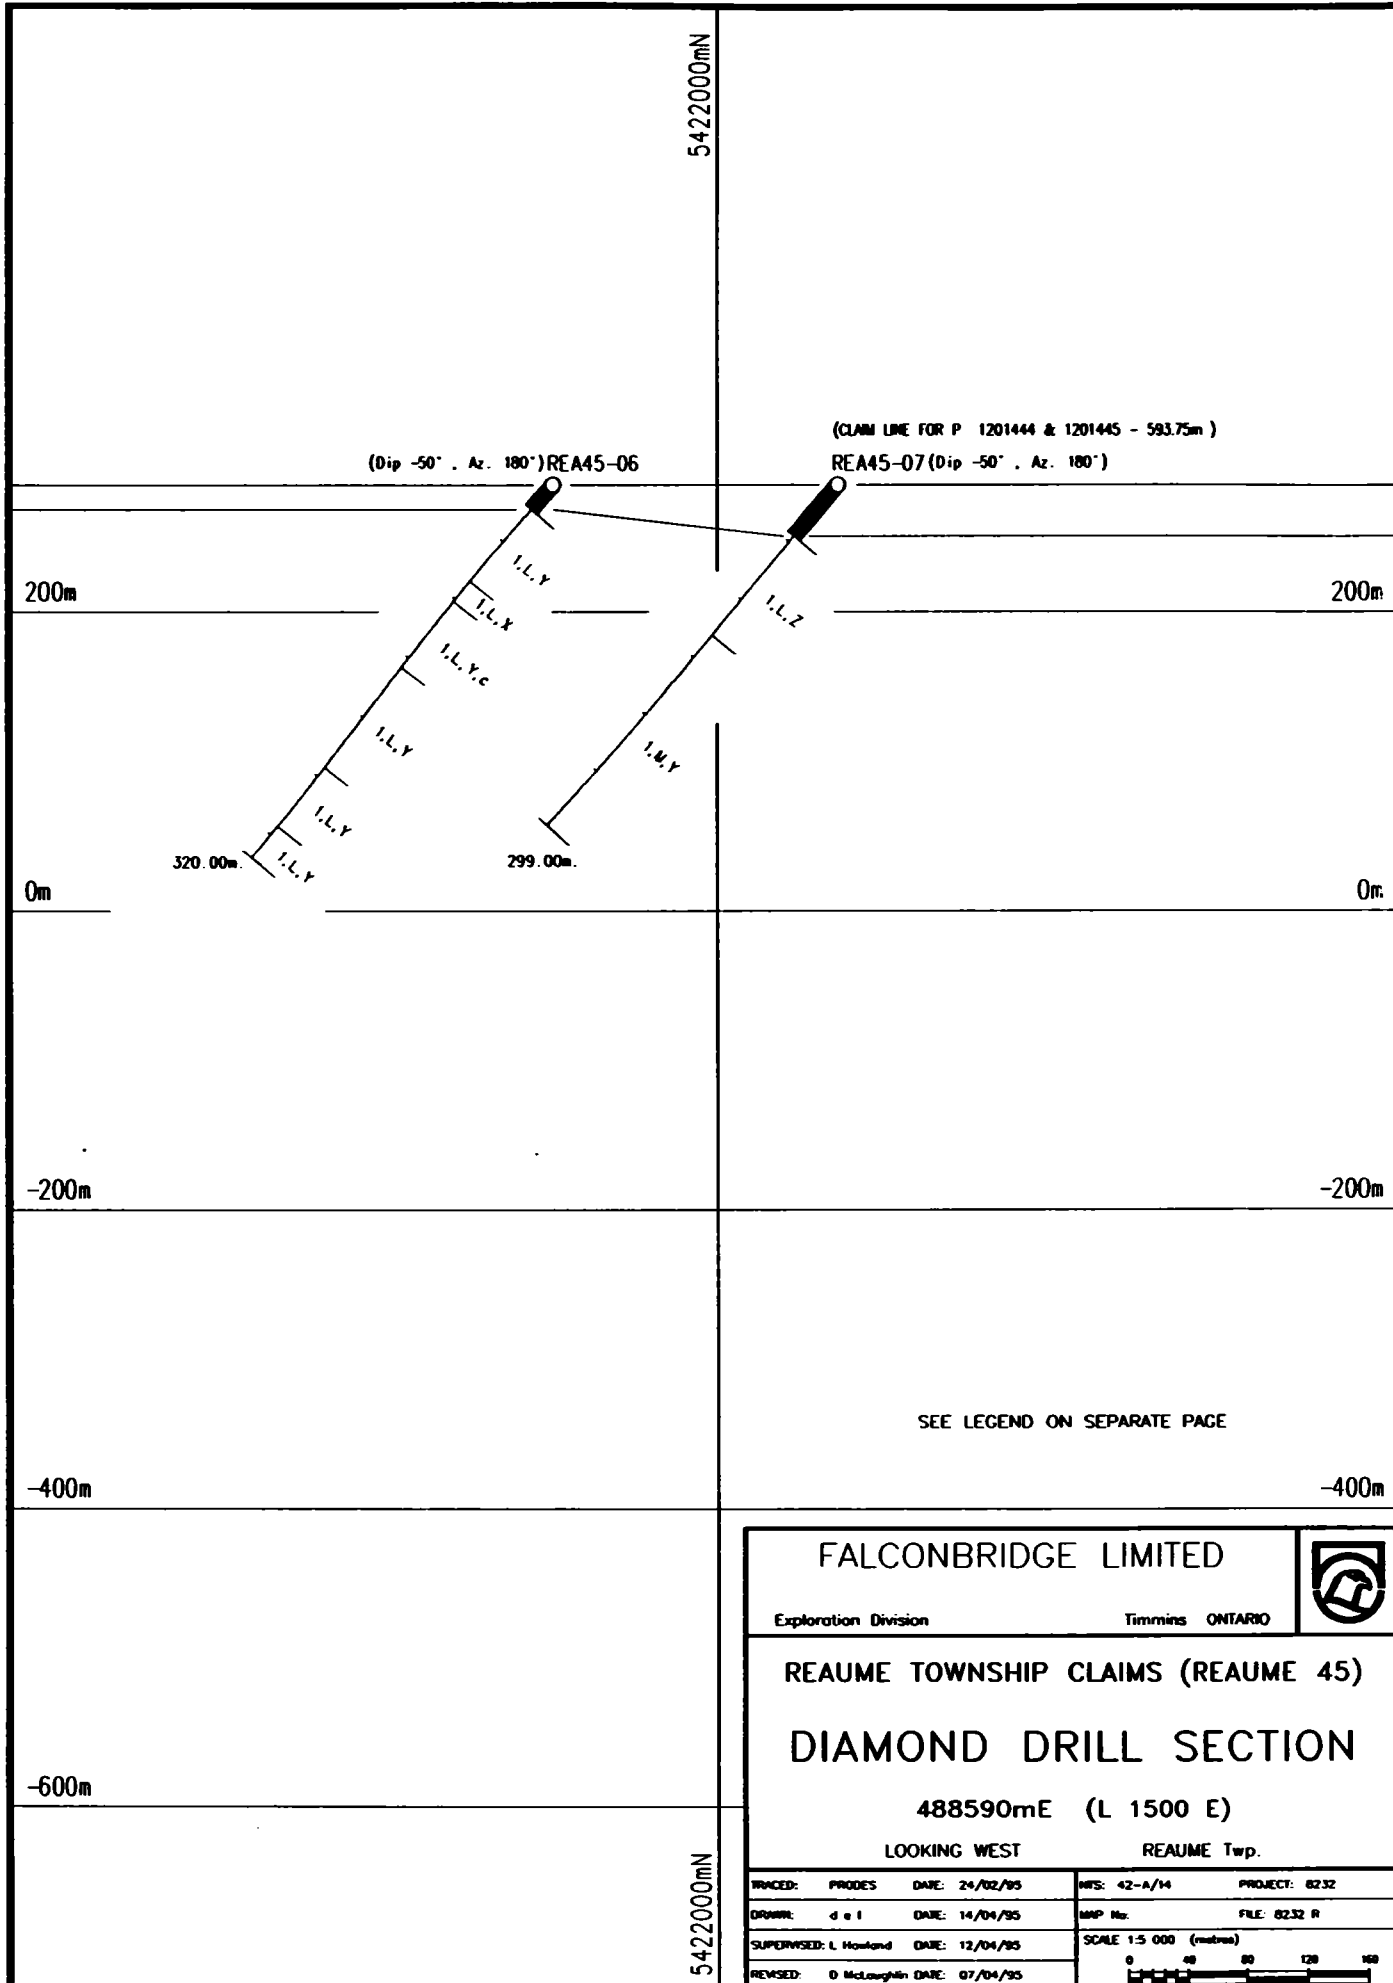 5422000mN
(CLAIM LINE FOR P 1201444 & 1201445 - 593.75m )
(Dip -50° . Az. 180°)REA45-06
REA45-07(Dip -50° . Az. 180°)
1.L.Y
200m
200m
1.L.X
1.L.Z
1.L.Y.c
1.L.Y
1.M.Y
1.L.Y
320.00m.
1.L.Y
299.00m.
0m
0m
-200m
-200m
SEE LEGEND ON SEPARATE PAGE
-400m
-400m
FALCONBRIDGE LIMITED
Exploration Division Timmins ONTARIO
REAUME TOWNSHIP CLAIMS (REAUME 45)
DIAMOND DRILL SECTION
-600m
488590mE (L 1500 E)
LOOKING WEST REAUME Twp.
5422000mN
TRACED: PRODES DATE: 24/02/95 NTS: 42-A/14 PROJECT: 8232
DRAWN: d e l DATE: 14/04/95 MAP No. FILE: 8232 R
SUPERVISED: L Howland DATE: 12/04/95 SCALE 1:5 000 (metres)
0 40 80 120 160
REVISED: D McLaughlin DATE: 07/04/95